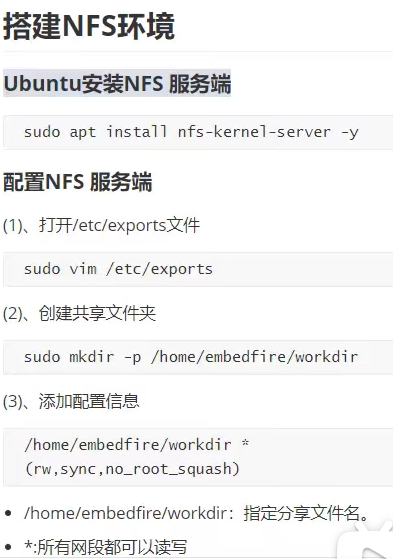 搭建NFS环境
Ubuntu安装NFS 服务端
sudo apt install nfs-kernel-server -y
配置NFS 服务端
(1)、打开/etc/exports文件
sudo vim /etc/exports
(2)、创建共享文件夹
sudo mkdir -p /home/embedfire/workdir
(3)、添加配置信息
/home/embedfire/workdir *
(rw,sync,no_root_squash)
• /home/embedfire/workdir：指定分享文件名。
• *:所有网段都可以读写